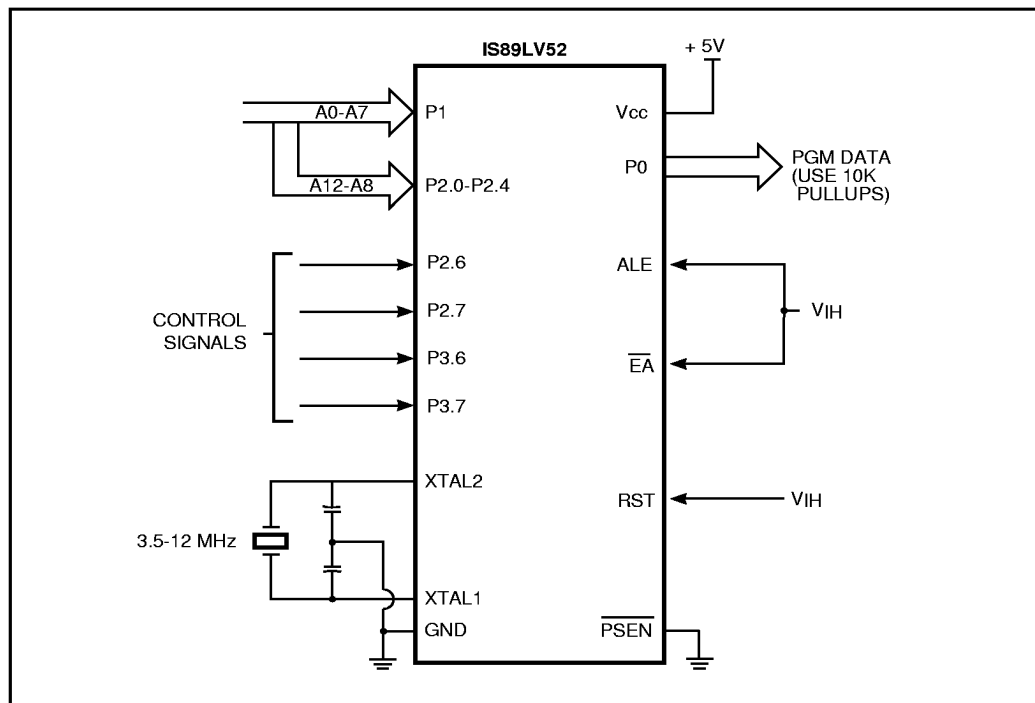 IS89LV52
+ 5V
A0-A7
P1
Vcc
P0
PGM DATA
(USE 10K
PULLUPS)
A12-A8
P2.0-P2.4
P2.6
ALE
CONTROL
SIGNALS
P2.7
VIH
P3.6
EA
P3.7
XTAL2
RST
VIH
3.5-12 MHz
XTAL1
GND
PSEN